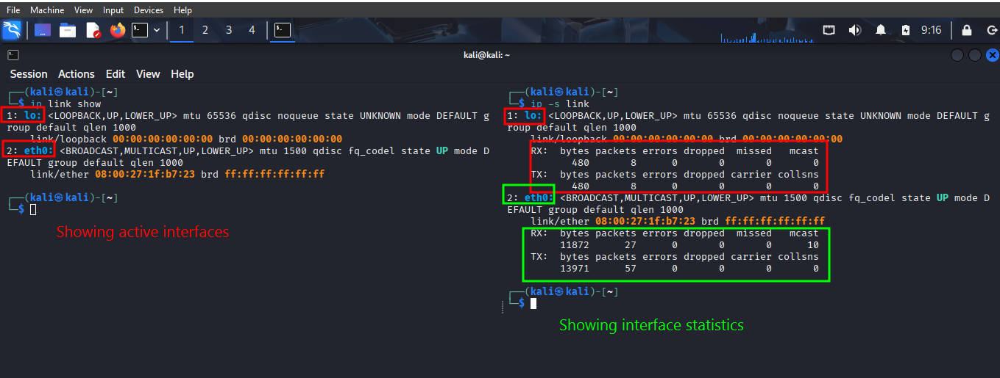 File Machine View Input Devices Help
1 2 3 4 9:16
kali@kali: ~
Session Actions Edit View Help
┌──(kali㉿kali)-[~]
└─$ ip link show
1: lo: <LOOPBACK,UP,LOWER_UP> mtu 65536 qdisc noqueue state UNKNOWN mode DEFAULT g
roup default qlen 1000
link/loopback 00:00:00:00:00:00 brd 00:00:00:00:00:00
2: eth0: <BROADCAST,MULTICAST,UP,LOWER_UP> mtu 1500 qdisc fq_codel state UP mode D
EFAULT group default qlen 1000
link/ether 08:00:27:1f:b7:23 brd ff:ff:ff:ff:ff:ff
┌──(kali㉿kali)-[~]
└─$
Showing active interfaces
┌──(kali㉿kali)-[~]
└─$ ip -s link
1: lo: <LOOPBACK,UP,LOWER_UP> mtu 65536 qdisc noqueue state UNKNOWN mode DEFAULT g
roup default qlen 1000
link/loopback 00:00:00:00:00:00 brd 00:00:00:00:00:00
RX: bytes packets errors dropped missed mcast
480 8 0 0 0 0
TX: bytes packets errors dropped carrier collsns
480 8 0 0 0 0
2: eth0: <BROADCAST,MULTICAST,UP,LOWER_UP> mtu 1500 qdisc fq_codel state UP mode D
EFAULT group default qlen 1000
link/ether 08:00:27:1f:b7:23 brd ff:ff:ff:ff:ff:ff
RX: bytes packets errors dropped missed mcast
11872 27 0 0 0 10
TX: bytes packets errors dropped carrier collsns
13971 57 0 0 0 0
┌──(kali㉿kali)-[~]
└─$
Showing interface statistics